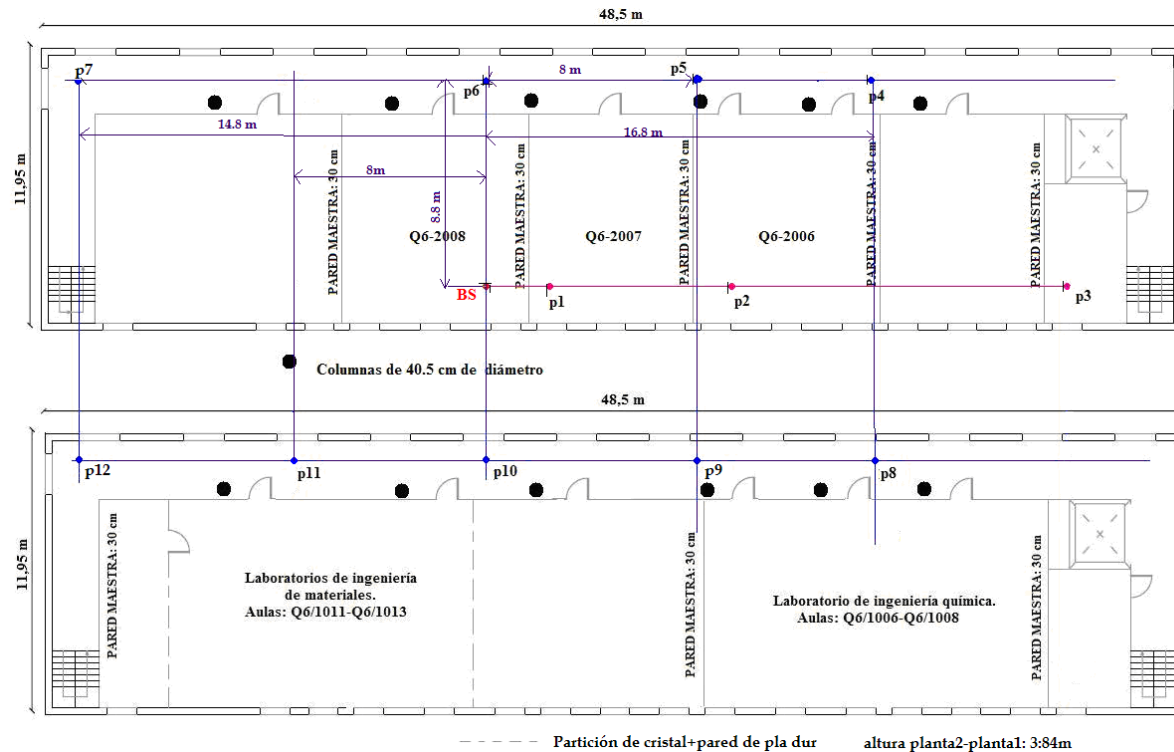 48,5 m
p7
p6
8 m
p5
p4
14.8 m
16.8 m
11,95 m
PARED MAESTRA: 30 cm
8m
8.8 m
PARED MAESTRA: 30 cm
PARED MAESTRA: 30 cm
PARED MAESTRA: 30 cm
PARED MAESTRA: 30 cm
Q6-2008
Q6-2007
Q6-2006
BS
p1
p2
p3
Columnas de 40.5 cm de diámetro
48,5 m
p12
p11
p10
p9
p8
11,95 m
PARED MAESTRA: 30 cm
PARED MAESTRA: 30 cm
PARED MAESTRA: 30 cm
Laboratorios de ingeniería
de materiales.
Aulas: Q6/1011-Q6/1013
Laboratorio de ingeniería química.
Aulas: Q6/1006-Q6/1008
Partición de cristal+pared de pla dur
altura planta2-planta1: 3:84m